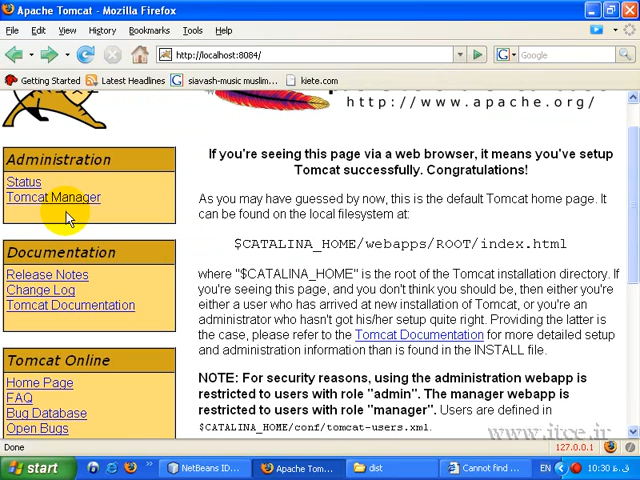 Apache Tomcat - Mozilla Firefox
File Edit View History Bookmarks Tools Help
http://localhost:8084/
Google
Getting Started Latest Headlines siavash-music muslim... kiete.com
http://www.apache.org/
Administration
Status
Tomcat Manager
Documentation
Release Notes
Change Log
Tomcat Documentation
Tomcat Online
Home Page
FAQ
Bug Database
Open Bugs
If you're seeing this page via a web browser, it means you've setup
Tomcat successfully. Congratulations!
As you may have guessed by now, this is the default Tomcat home page. It
can be found on the local filesystem at:
$CATALINA_HOME/webapps/ROOT/index.html
where "$CATALINA_HOME" is the root of the Tomcat installation directory. If
you're seeing this page, and you don't think you should be, then either you're
either a user who has arrived at new installation of Tomcat, or you're an
administrator who hasn't got his/her setup quite right. Providing the latter is
the case, please refer to the Tomcat Documentation for more detailed setup
and administration information than is found in the INSTALL file.
NOTE: For security reasons, using the administration webapp is
restricted to users with role "admin". The manager webapp is
restricted to users with role "manager". Users are defined in
$CATALINA_HOME/conf/tomcat-users.xml.
www.itce.ir
Done 127.0.0.1
start NetBeans ID... Apache Tom... dist Cannot find ... EN 10:30 ق.ظ